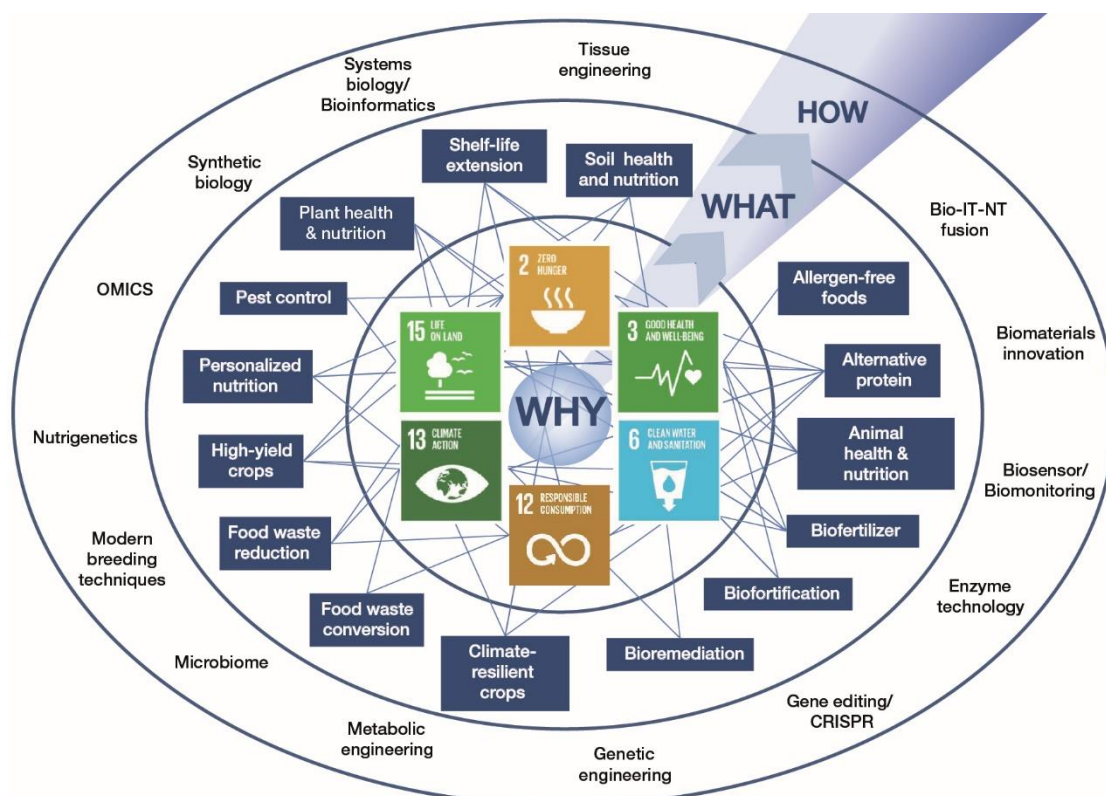 Tissue
engineering
Systems
biology/
Bioinformatics
HOW
Synthetic
biology
Shelf-life
extension
Soil health
and nutrition
WHAT
Bio-IT-NT
fusion
Plant health
& nutrition
OMICS
Pest control
2 ZERO
HUNGER
Allergen-free
foods
15 LIFE
ON LAND
3 GOOD HEALTH
AND WELL-BEING
Biomaterials
innovation
Personalized
nutrition
Alternative
protein
WHY
Nutrigenetics
High-yield
crops
13 CLIMATE
ACTION
6 CLEAN WATER
AND SANITATION
Animal
health &
nutrition
Biosensor/
Biomonitoring
12 RESPONSIBLE
CONSUMPTION
Modern
breeding
techniques
Food waste
reduction
Biofertilizer
Enzyme
technology
Food waste
conversion
Biofortification
Microbiome
Climate-
resilient
crops
Bioremediation
Gene editing/
CRISPR
Metabolic
engineering
Genetic
engineering